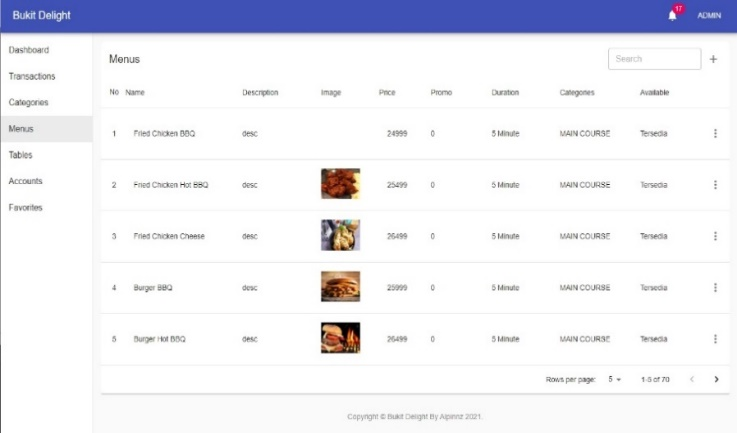 Bukit Delight
17
ADMIN
Dashboard
Transactions
Categories
Menus
Tables
Accounts
Favorites
Menus
Search
No Name Description Image Price Promo Duration Categories Available
1 Fried Chicken BBQ desc 24999 0 5 Minute MAIN COURSE Tersedia
2 Fried Chicken Hot BBQ desc 25499 0 5 Minute MAIN COURSE Tersedia
3 Fried Chicken Cheese desc 26499 0 5 Minute MAIN COURSE Tersedia
4 Burger BBQ desc 25999 0 5 Minute MAIN COURSE Tersedia
5 Burger Hot BBQ desc 26499 0 5 Minute MAIN COURSE Tersedia
Rows per page: 5 1-5 of 70
Copyright © Bukit Delight By Alpinnz 2021.